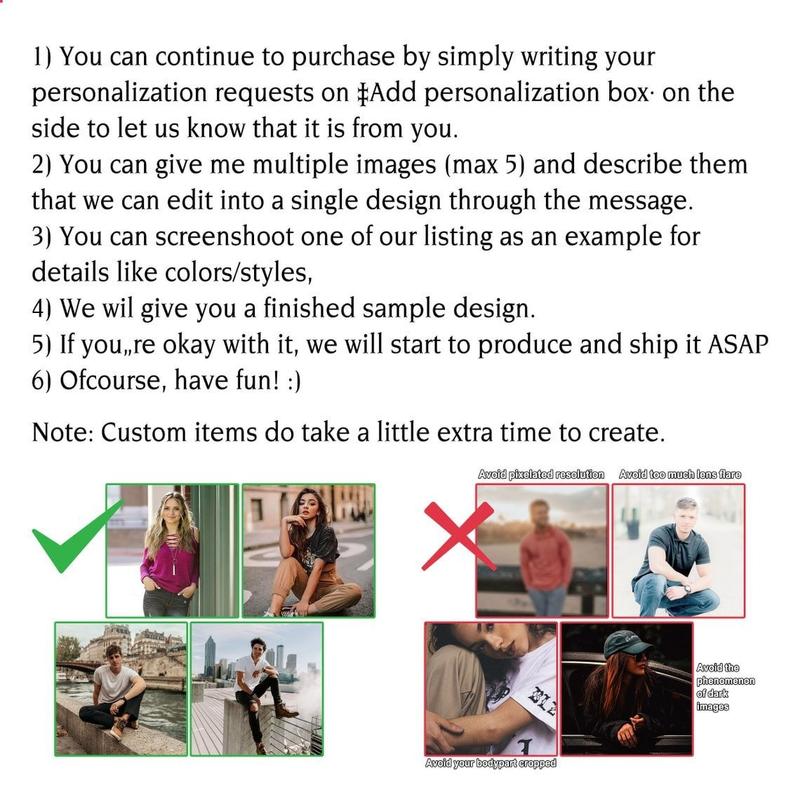 1) You can continue to purchase by simply writing your
personalization requests on ‡Add personalization box· on the
side to let us know that it is from you.
2) You can give me multiple images (max 5) and describe them
that we can edit into a single design through the message.
3) You can screenshoot one of our listing as an example for
details like colors/styles,
4) We wil give you a finished sample design.
5) If you„re okay with it, we will start to produce and ship it ASAP
6) Ofcourse, have fun! :)
Note: Custom items do take a little extra time to create.
Avoid pixelated resolution
Avoid too much lens flare
Avoid the
phenomenon
of dark
images
Avoid your bodypart cropped